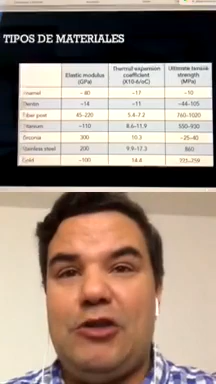 TIPOS DE MATERIALES
Elastic modulus (GPa) Thermal expansion coefficient (X10-6/oC) Ultimate tensile strength (MPa)
Enamel ~ 80 ~17 ~10
Dentin ~14 ~11 ~44-105
Fiber post 45-220 5.4-7.2 760-1020
Titanium ~110 8.6-11.9 550-930
Zirconia 300 10.3 ~25-40
Stainless steel 200 9.9-17.3 860
Gold ~100 14.4